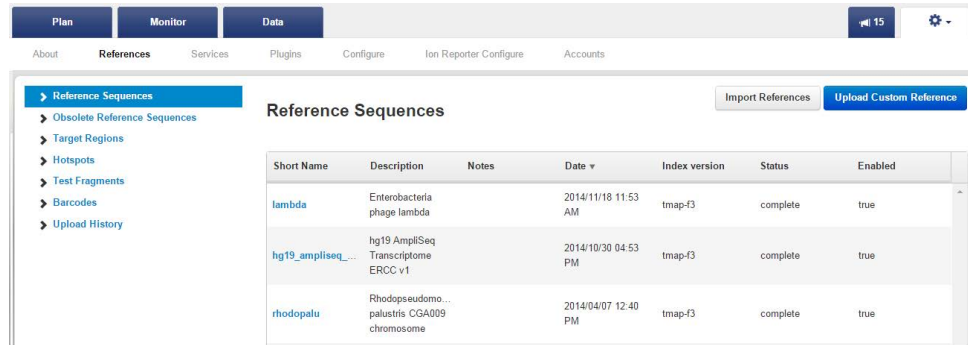 Plan Monitor Data 15
About References Services Plugins Configure Ion Reporter Configure Accounts
Reference Sequences
Obsolete Reference Sequences
Target Regions
Hotspots
Test Fragments
Barcodes
Upload History
Reference Sequences
Import References Upload Custom Reference
Short Name Description Notes Date Index version Status Enabled
lambda Enterobacteria phage lambda 2014/11/18 11:53 AM tmap-f3 complete true
hg19_ampliseq_... hg19 AmpliSeq Transcriptome ERCC v1 2014/10/30 04:53 PM tmap-f3 complete true
rhodopalu Rhodopseudomo... palustris CGA009 chromosome 2014/04/07 12:40 PM tmap-f3 complete true